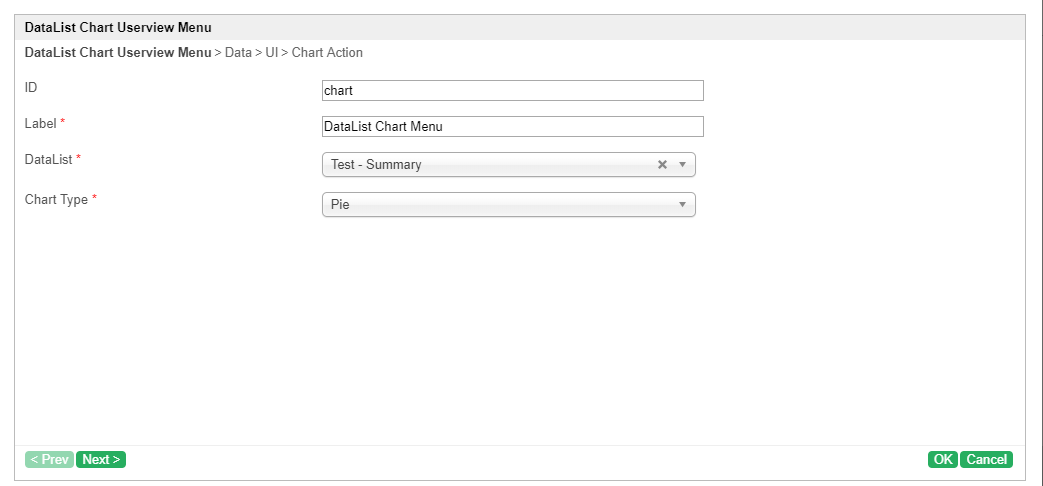 DataList Chart Userview Menu
DataList Chart Userview Menu > Data > UI > Chart Action
ID
chart
Label *
DataList Chart Menu
DataList *
Test - Summary
Chart Type *
Pie
< Prev Next > OK Cancel